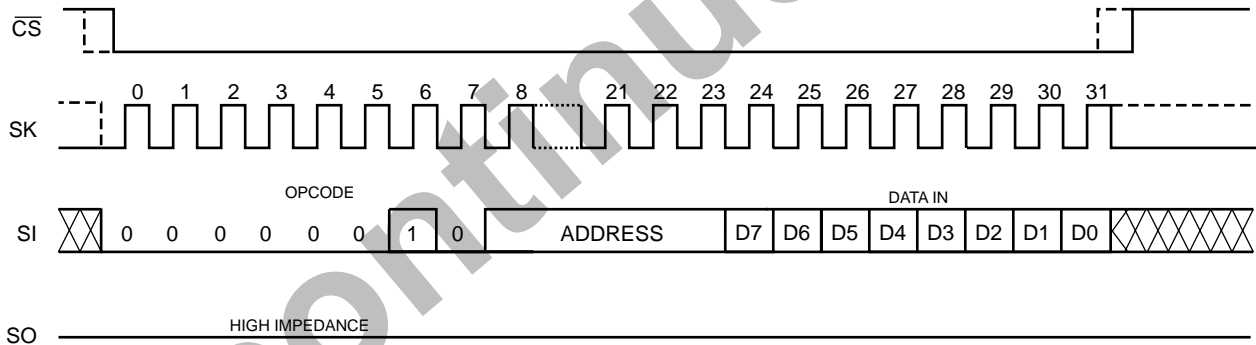 CS
0 1 2 3 4 5 6 7 8 21 22 23 24 25 26 27 28 29 30 31
SK
OPCODE DATA IN
SI 0 0 0 0 0 0 1 0 ADDRESS D7 D6 D5 D4 D3 D2 D1 D0
HIGH IMPEDANCE
SO
continu